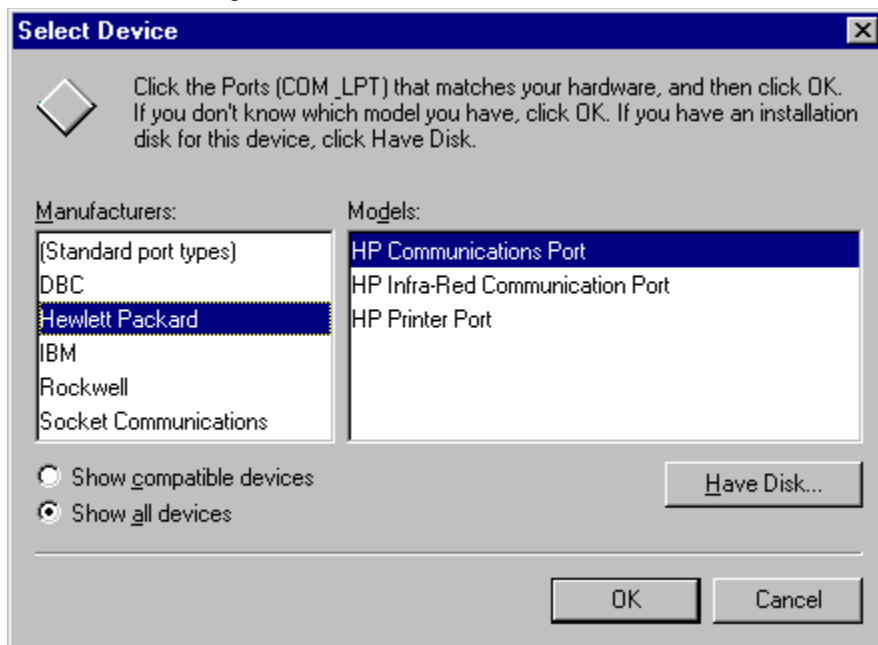 Select Device
Click the Ports (COM _LPT) that matches your hardware, and then click OK.
If you don't know which model you have, click OK. If you have an installation
disk for this device, click Have Disk.
Manufacturers:
(Standard port types)
DBC
Hewlett Packard
IBM
Rockwell
Socket Communications
Models:
HP Communications Port
HP Infra-Red Communication Port
HP Printer Port
Show compatible devices
Show all devices
Have Disk...
OK
Cancel